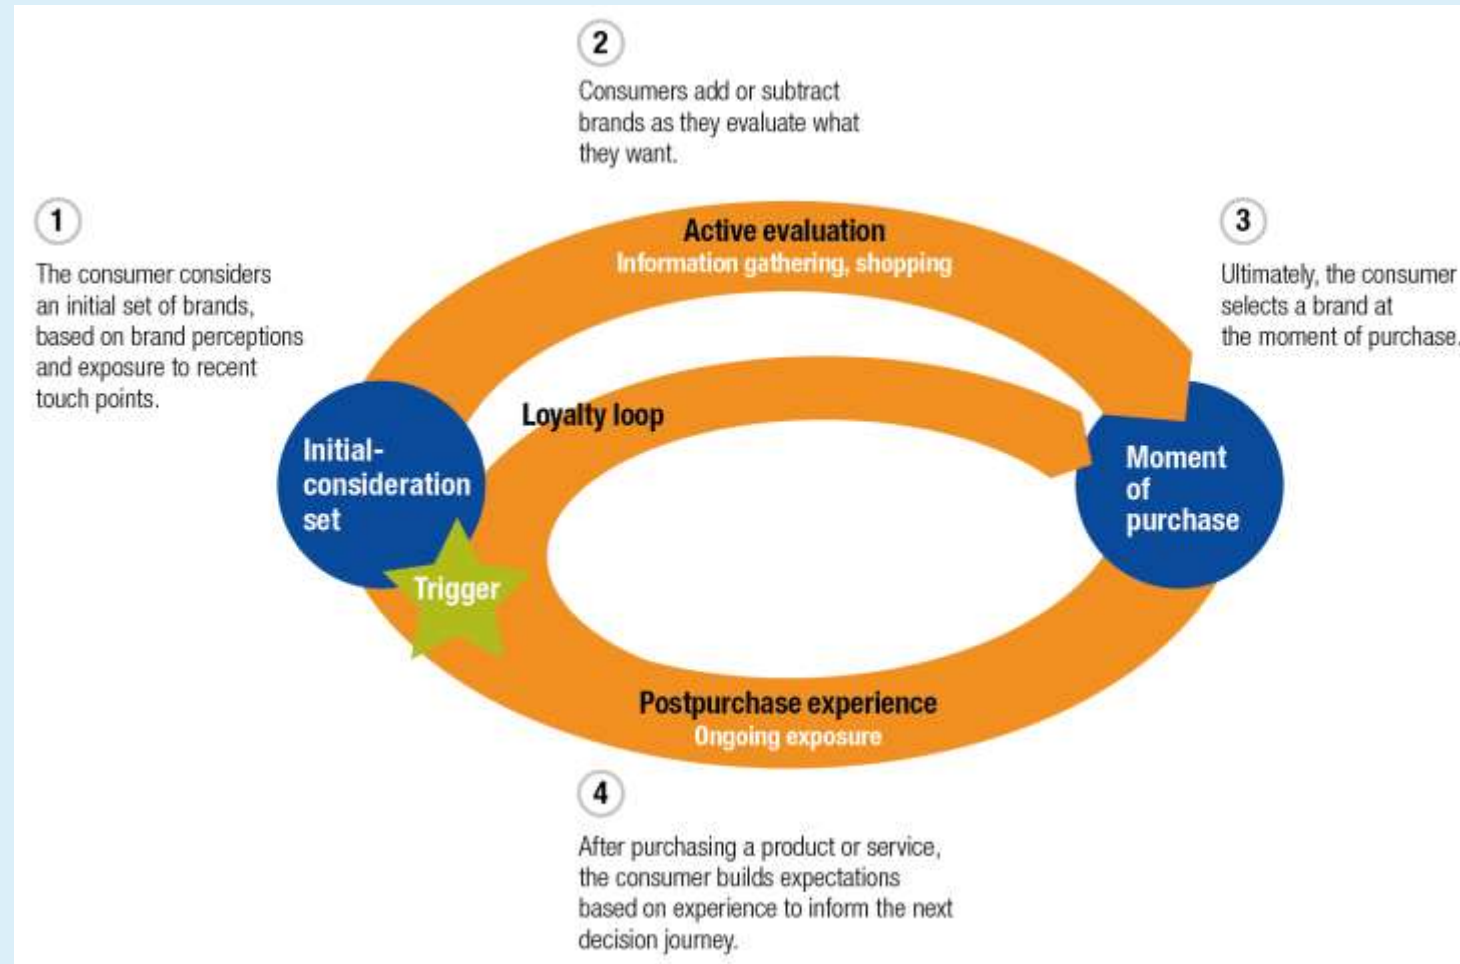 1
The consumer considers
an initial set of brands,
based on brand perceptions
and exposure to recent
touch points.
2
Consumers add or subtract
brands as they evaluate what
they want.
3
Ultimately, the consumer
selects a brand at
the moment of purchase.
Active evaluation
Information gathering, shopping
Loyalty loop
Initial-
consideration
set
Trigger
Moment
of
purchase
Postpurchase experience
Ongoing exposure
4
After purchasing a product or service,
the consumer builds expectations
based on experience to inform the next
decision journey.